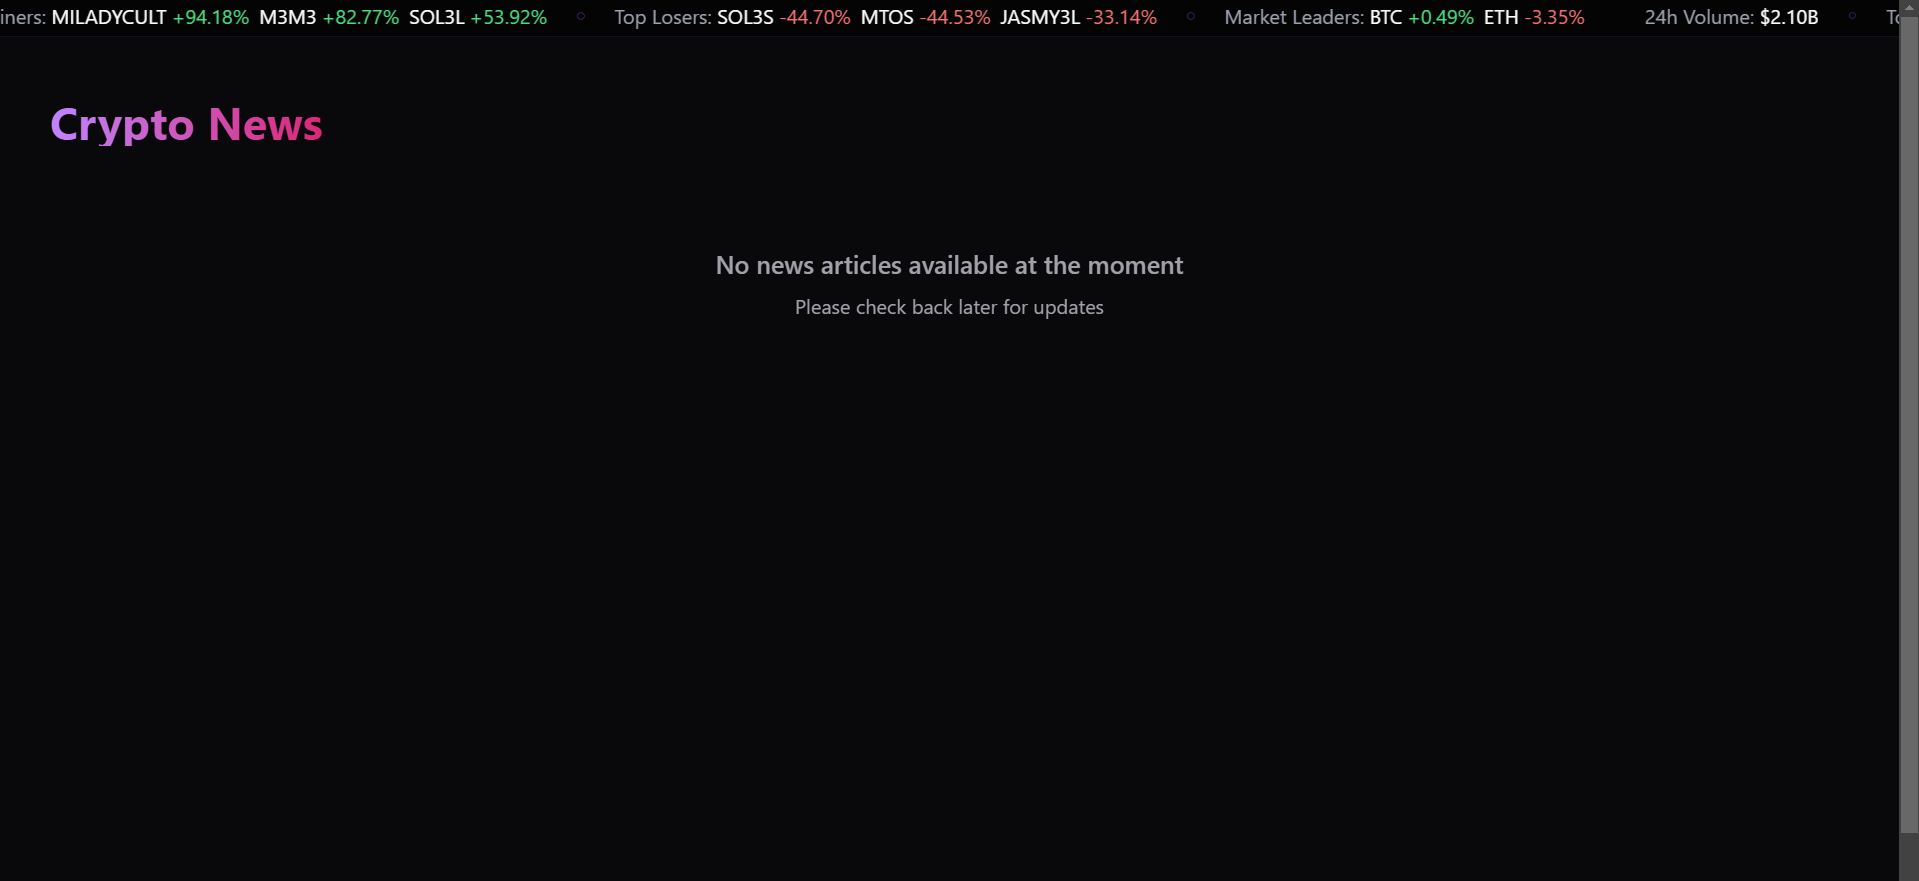 iners: MILADYCULT +94.18% M3M3 +82.77% SOL3L +53.92% ○ Top Losers: SOL3S -44.70% MTOS -44.53% JASMY3L -33.14% ○ Market Leaders: BTC +0.49% ETH -3.35% 24h Volume: $2.10B ○ To
Crypto News
No news articles available at the moment
Please check back later for updates